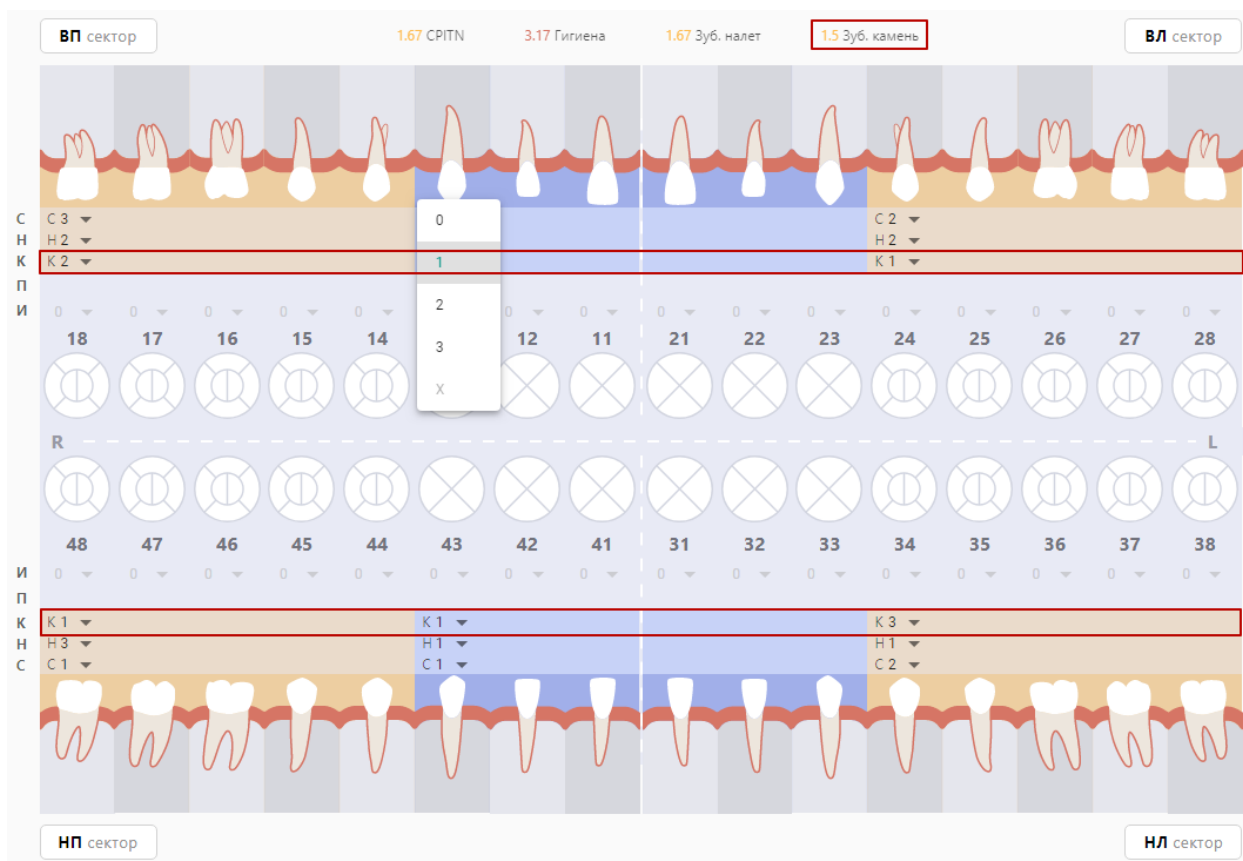 ВП сектор
1.67 CPITN 3.17 Гигиена 1.67 Зуб. налет 1.5 Зуб. камень
ВЛ сектор
С С 3 С 2
Н Н 2 Н 2
К К 2 К 1
П
И 0 0 0 0 0 0 0 0 0 0 0 0 0 0 0
0
1
2
3
X
18 17 16 15 14 12 11 21 22 23 24 25 26 27 28
R L
48 47 46 45 44 43 42 41 31 32 33 34 35 36 37 38
И 0 0 0 0 0 0 0 0 0 0 0 0 0 0 0 0
П
К К 1 К 1 К 3
Н Н 3 Н 1 Н 1
С С 1 С 1 С 2
НП сектор
НЛ сектор